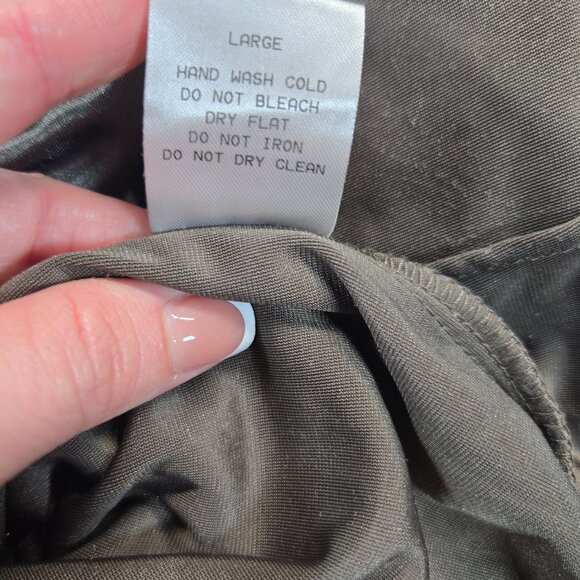 LARGE
HAND WASH COLD
DO NOT BLEACH
DRY FLAT
DO NOT IRON
DO NOT DRY CLEAN